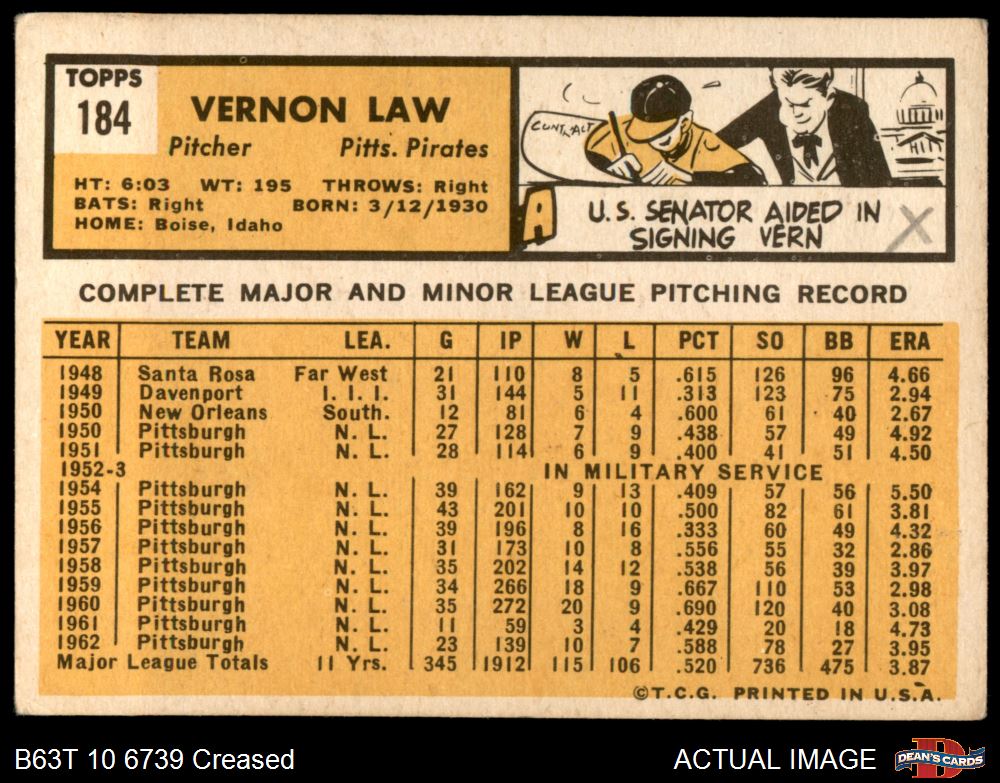 TOPPS
184
VERNON LAW
Pitcher Pitts. Pirates
HT: 6:03 WT: 195 THROWS: Right
BATS: Right BORN: 3/12/1930
HOME: Boise, Idaho
CONTRACT
U.S. SENATOR AIDED IN
SIGNING VERN
X
COMPLETE MAJOR AND MINOR LEAGUE PITCHING RECORD
YEAR TEAM LEA. G IP W L PCT SO BB ERA
1948 Santa Rosa Far West 21 110 8 5 .615 126 96 4.66
1949 Davenport I. I. I. 31 144 5 11 .313 123 75 2.94
1950 New Orleans South. 12 81 6 4 .600 61 40 2.67
1950 Pittsburgh N. L. 27 128 7 9 .438 57 49 4.92
1951 Pittsburgh N. L. 28 114 6 9 .400 41 51 4.50
1952-3 IN MILITARY SERVICE
1954 Pittsburgh N. L. 39 162 9 13 .409 57 56 5.50
1955 Pittsburgh N. L. 43 201 10 10 .500 82 61 3.81
1956 Pittsburgh N. L. 39 196 8 16 .333 60 49 4.32
1957 Pittsburgh N. L. 31 173 10 8 .556 55 32 2.86
1958 Pittsburgh N. L. 35 202 14 12 .538 56 39 3.97
1959 Pittsburgh N. L. 34 266 18 9 .667 110 53 2.98
1960 Pittsburgh N. L. 35 272 20 9 .690 120 40 3.08
1961 Pittsburgh N. L. 11 59 3 4 .429 20 18 4.73
1962 Pittsburgh N. L. 23 139 10 7 .588 78 27 3.95
Major League Totals 11 Yrs. 345 1912 115 106 .520 736 475 3.87
©T.C.G. PRINTED IN U.S.A.
B63T 10 6739 Creased ACTUAL IMAGE D DEAN'S CARDS